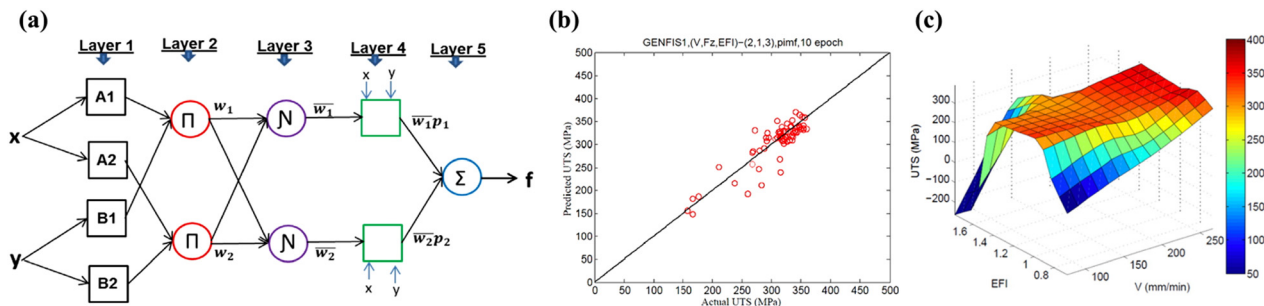 (a)
Layer 1 Layer 2 Layer 3 Layer 4 Layer 5
x y
A1
x
A2
B1
y
B2
Π
Π
w1
w2
N
N
w1
w2
w1p1
w2p2
x y
Σ
f
(b)
GENFIS1,(V,Fz,EFI)−(2,1,3),pimf,10 epoch
Predicted UTS (MPa)
500
450
400
350
300
250
200
150
100
50
0
0 50 100 150 200 250 300 350 400 450 500
Actual UTS (MPa)
(c)
UTS (MPa)
300
200
100
0
−100
−200
1.6
1.4
1.2
1
0.8
EFI
100
150
200
250
V (mm/min)
400
350
300
250
200
150
100
50